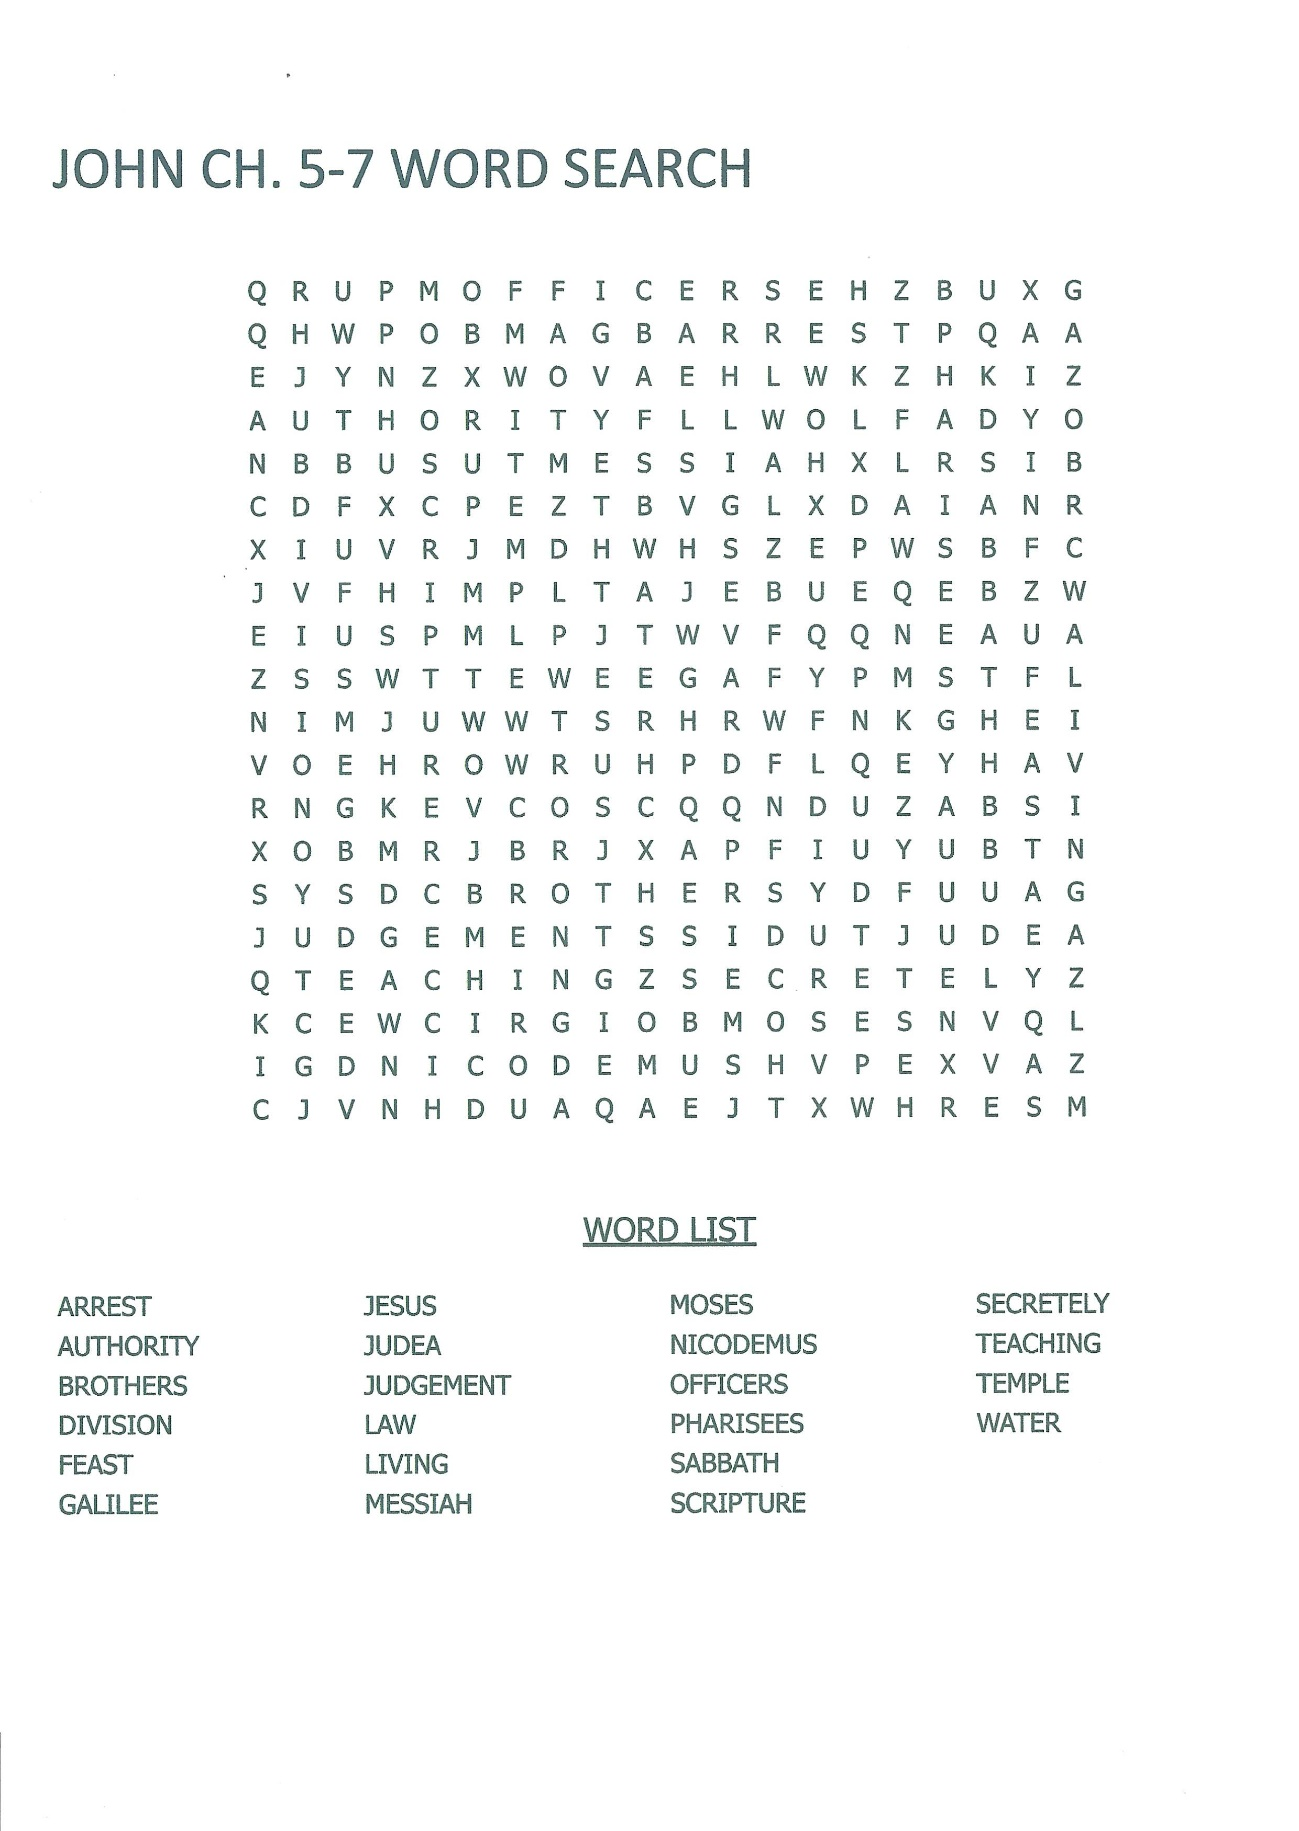 JOHN CH. 5-7 WORD SEARCH
Q R U P M O F F I C E R S E H Z B U X G
Q H W P O B M A G B A R R E S T P Q A A
E J Y N Z X W O V A E H L W K Z H K I Z
A U T H O R I T Y F L L W O L F A D Y O
N B B U S U T M E S S I A H X L R S I B
C D F X C P E Z T B V G L X D A I A N R
X I U V R J M D H W H S Z E P W S B F C
J V F H I M P L T A J E B U E Q E B Z W
E I U S P M L P J T W V F Q Q N E A U A
Z S S W T T E W E E G A F Y P M S T F L
N I M J U W W T S R H R W F N K G H E I
V O E H R O W R U H P D F L Q E Y H A V
R N G K E V C O S C Q Q N D U Z A B S I
X O B M R J B R J X A P F I U Y U B T N
S Y S D C B R O T H E R S Y D F U U A G
J U D G E M E N T S S I D U T J U D E A
Q T E A C H I N G Z S E C R E T E L Y Z
K C E W C I R G I O B M O S E S N V Q L
I G D N I C O D E M U S H V P E X V A Z
C J V N H D U A Q A E J T X W H R E S M
WORD LIST
ARREST JESUS MOSES SECRETELY
AUTHORITY JUDEA NICODEMUS TEACHING
BROTHERS JUDGEMENT OFFICERS TEMPLE
DIVISION LAW PHARISEES WATER
FEAST LIVING SABBATH
GALILEE MESSIAH SCRIPTURE